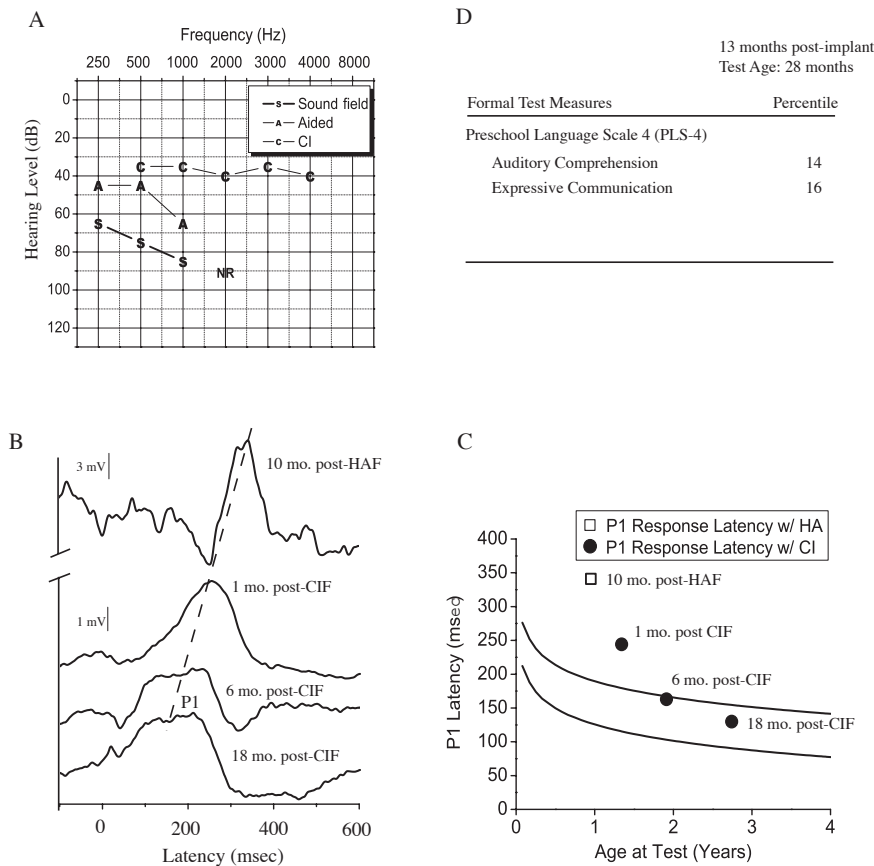 A
Frequency (Hz)
250 500 1000 2000 3000 4000 8000
Hearing Level (dB)
0
20
40
60
80
100
120
S Sound field
A Aided
C CI
C C C C C
A A A
S S S
NR
D
13 months post-implant
Test Age: 28 months
Formal Test Measures Percentile
Preschool Language Scale 4 (PLS-4)
Auditory Comprehension 14
Expressive Communication 16
B
3 mV
10 mo. post-HAF
1 mo. post-CIF
1 mV
6 mo. post-CIF
P1
18 mo. post-CIF
0 200 400 600
Latency (msec)
C
P1 Response Latency w/ HA
P1 Response Latency w/ CI
P1 Latency (msec)
400
350
300
250
200
150
100
50
0
10 mo. post-HAF
1 mo. post CIF
6 mo. post-CIF
18 mo. post-CIF
0 1 2 3 4
Age at Test (Years)